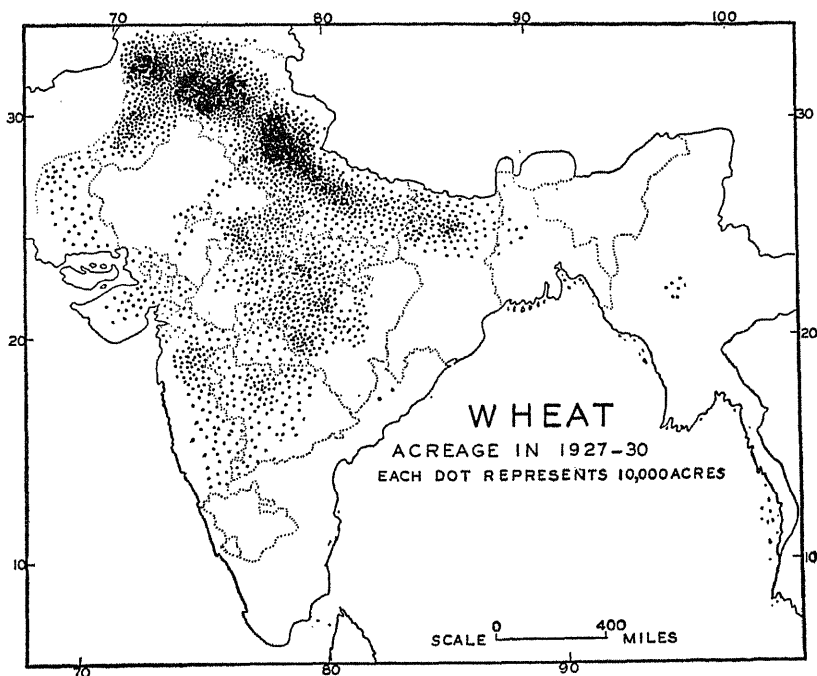 70 80 90 100
30 30
20 20
WHEAT
ACREAGE IN 1927–30
EACH DOT REPRESENTS 10,000 ACRES
10 10
0 400
SCALE MILES
70 80 90